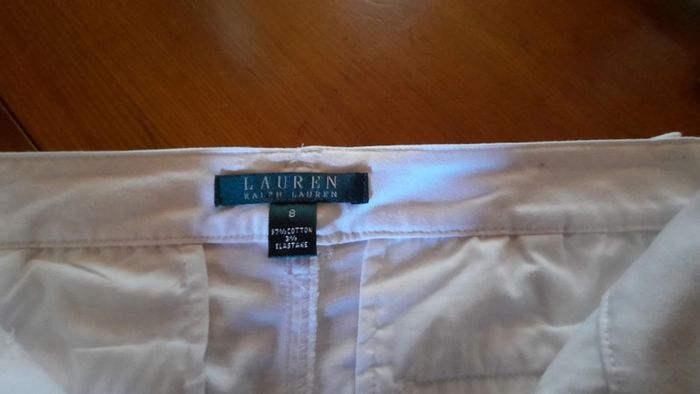 LAUREN
RALPH LAUREN
8
97% COTTON
3%
ELASTANE